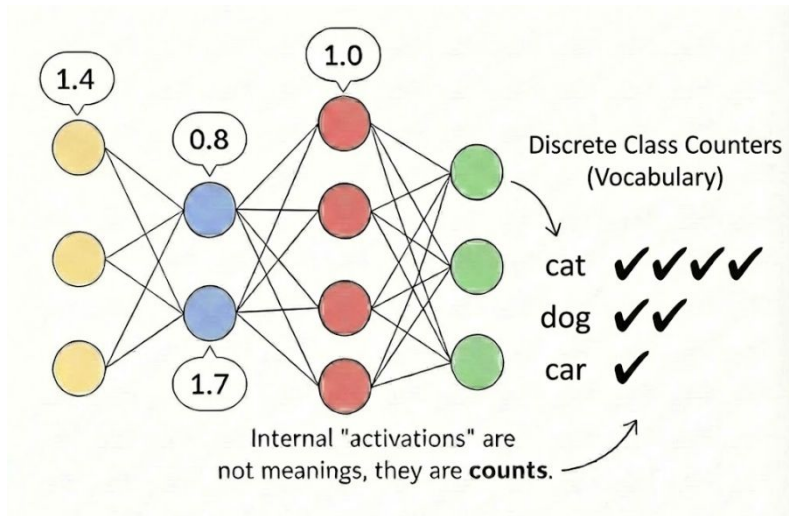 1.4
0.8
1.7
1.0
Discrete Class Counters
(Vocabulary)
cat ✔✔✔✔
dog ✔✔
car ✔
Internal "activations" are
not meanings, they are counts.